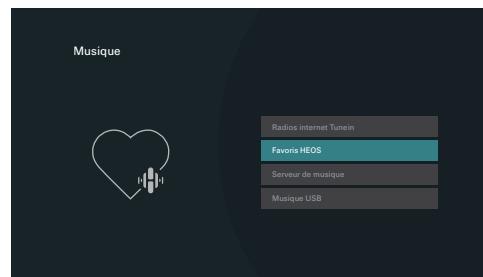 Musique
Radios internet Tunein
Favoris HEOS
Serveur de musique
Musique USB